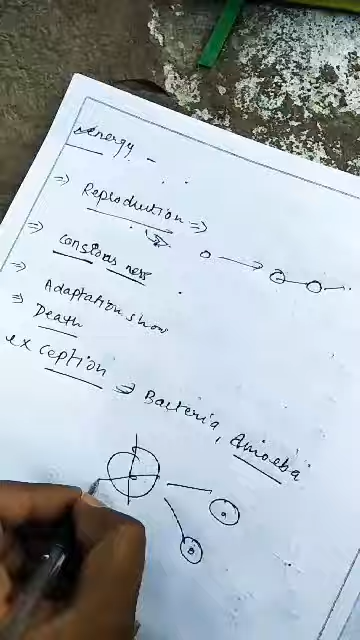 energy -
⇒ Reproduction ⇒
⇒ Consciousness
⇒ Adaptation show
⇒ Death
exception ⇒ Bacteria, Amoeba